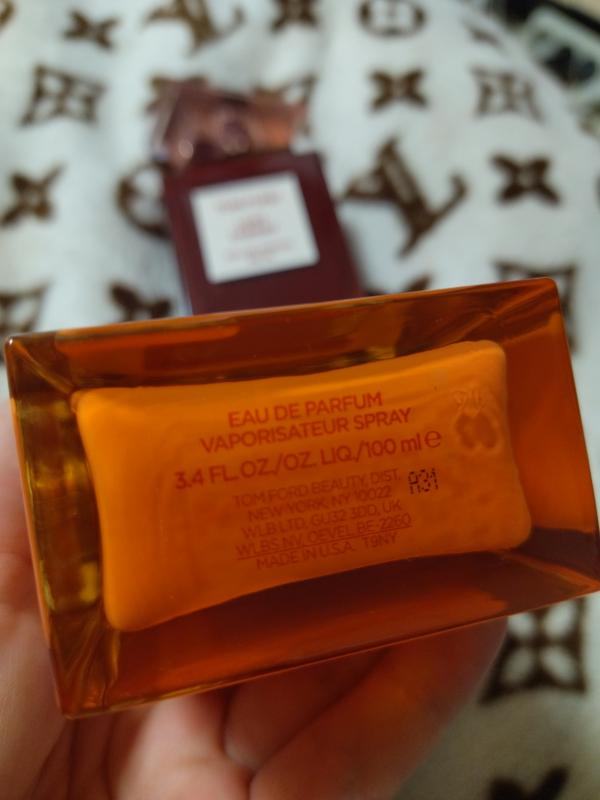 EAU DE PARFUM
VAPORISATEUR SPRAY
3.4 FL.OZ./OZ. LIQ./100 ml ℮
TOM FORD BEAUTY, DIST.
A31
NEW YORK, NY 10022
WLB LTD, GU32 3DD, UK
WLBS NV, OEVEL BE-2260
MADE IN U.S.A. T9NY